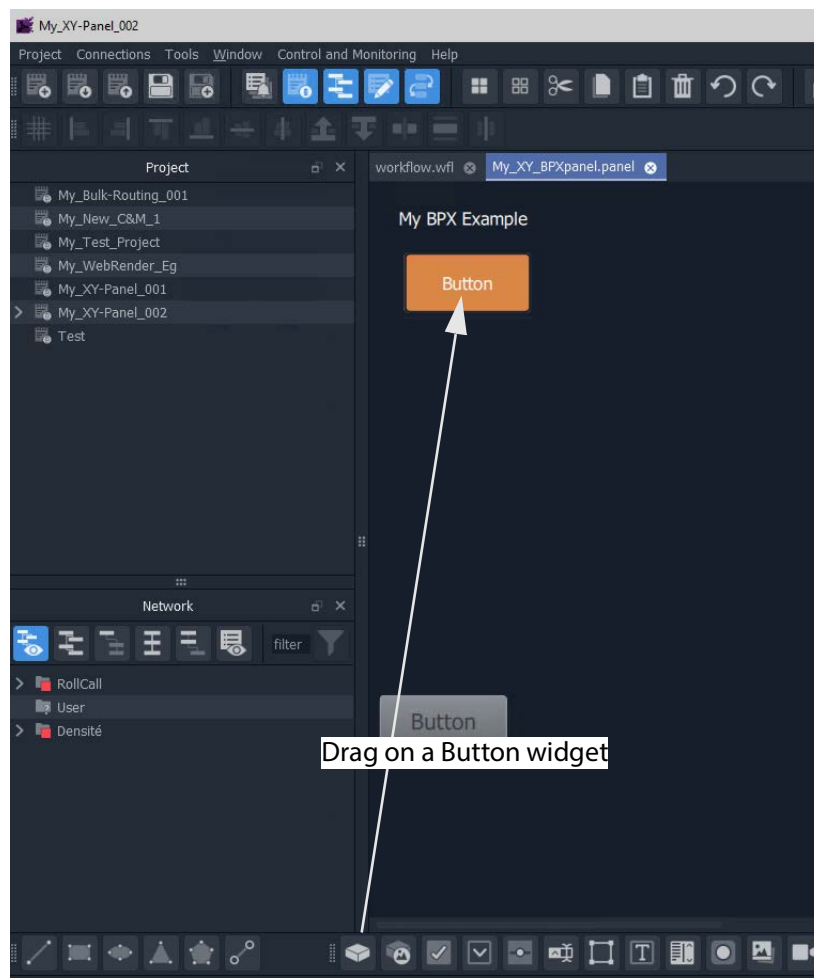 My_XY-Panel_002
Project Connections Tools Window Control and Monitoring Help
Project
workflow.wfl My_XY_BPXpanel.panel
My_Bulk-Routing_001
My_New_C&M_1
My_Test_Project
My_WebRender_Eg
My_XY-Panel_001
My_XY-Panel_002
Test
My BPX Example
Button
Network
filter
RollCall
User
Densité
Button
Drag on a Button widget